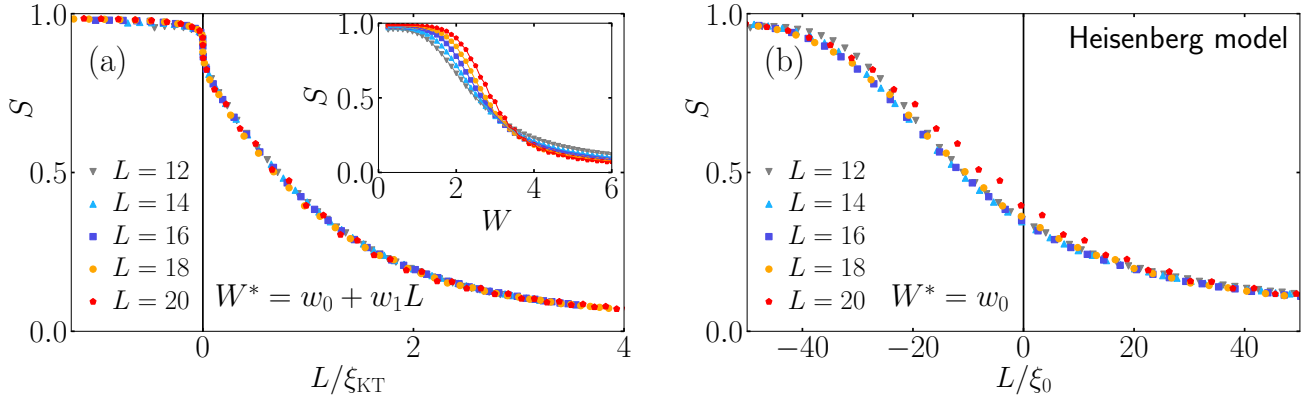 (a)
S
1.0
0.5
0.0
0
2
4
L/ξ_KT
L = 12
L = 14
L = 16
L = 18
L = 20
W* = w₀ + w₁L
S
1.0
0.5
0.0
0
2
4
6
W
(b)
Heisenberg model
S
1.0
0.5
0.0
−40
−20
0
20
40
L/ξ₀
L = 12
L = 14
L = 16
L = 18
L = 20
W* = w₀